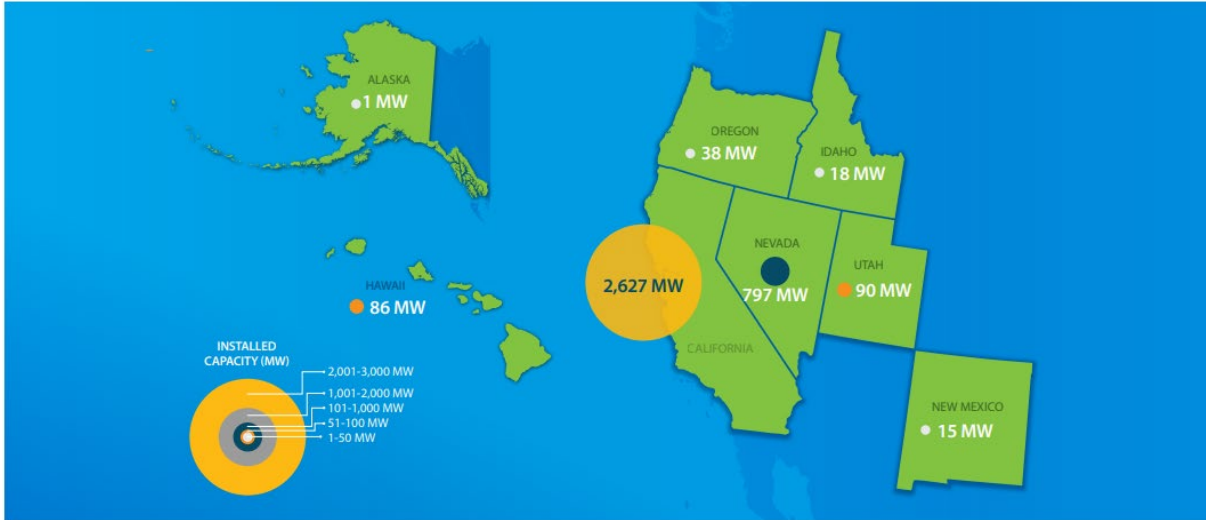 ALASKA
1 MW
OREGON
38 MW
IDAHO
18 MW
NEVADA
797 MW
UTAH
90 MW
2,627 MW
CALIFORNIA
HAWAII
86 MW
NEW MEXICO
15 MW
INSTALLED
CAPACITY (MW)
2,001-3,000 MW
1,001-2,000 MW
101-1,000 MW
51-100 MW
1-50 MW